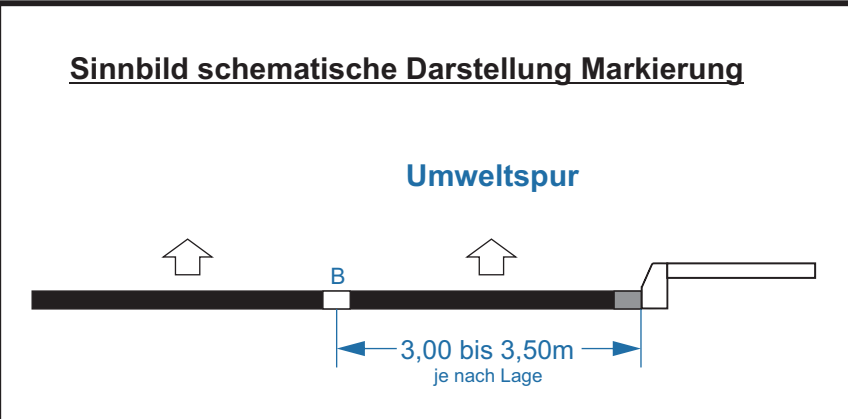 Sinnbild schematische Darstellung Markierung
Umweltspur
B
3,00 bis 3,50m
je nach Lage